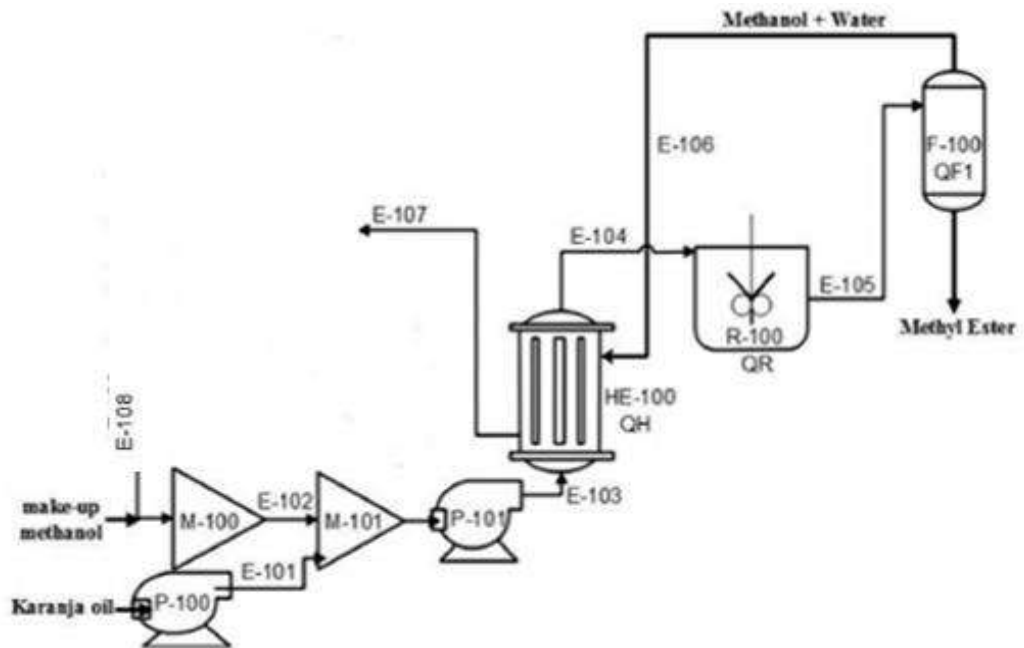 Methanol + Water
F-100
QF1
E-106
E-107
E-104
E-105
R-100
QR
Methyl Ester
HE-100
QH
E-108
E-103
make-up
methanol
M-100
E-102
M-101
P-101
E-101
Karanja oil
P-100